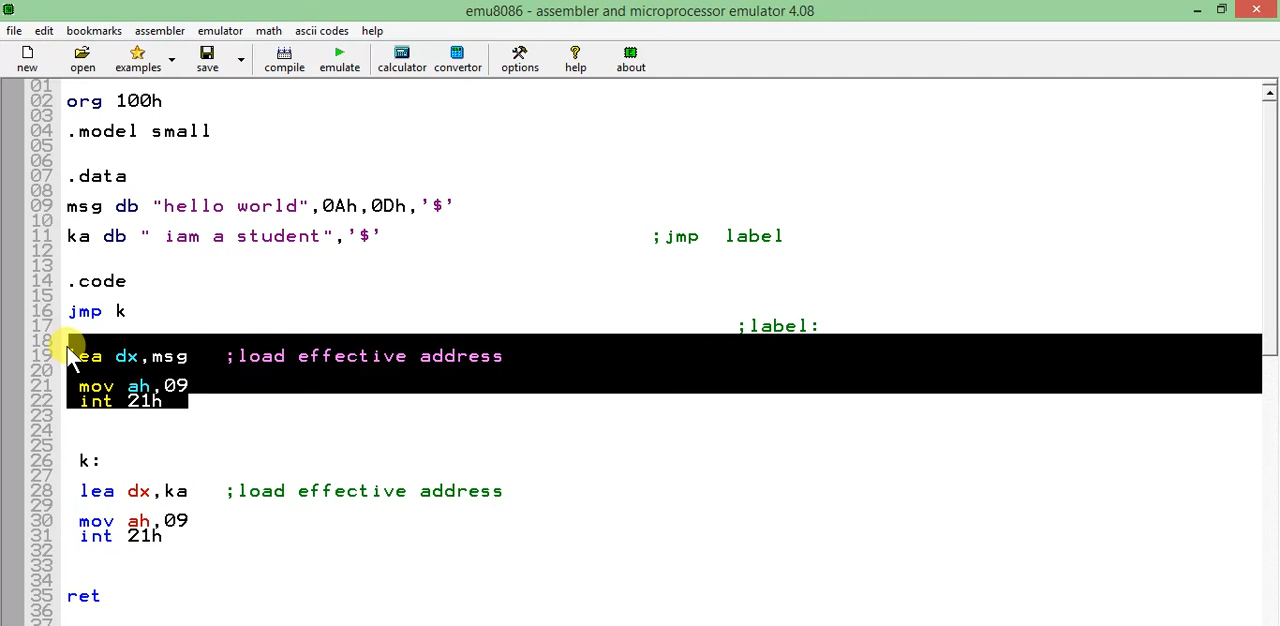 emu8086 - assembler and microprocessor emulator 4.08
file edit bookmarks assembler emulator math ascii codes help
new open examples save compile emulate calculator convertor options help about
01
02 org 100h
03
04 .model small
05
06
07 .data
08
09 msg db "hello world",0Ah,0Dh,'$'
10
11 ka db " iam a student",'$' ;jmp label
12
13
14 .code
15
16 jmp k
17 ;label:
18
19 lea dx,msg ;load effective address
20
21 mov ah,09
22 int 21h
23
24
25
26 k:
27
28 lea dx,ka ;load effective address
29
30 mov ah,09
31 int 21h
32
33
34
35 ret
36
37